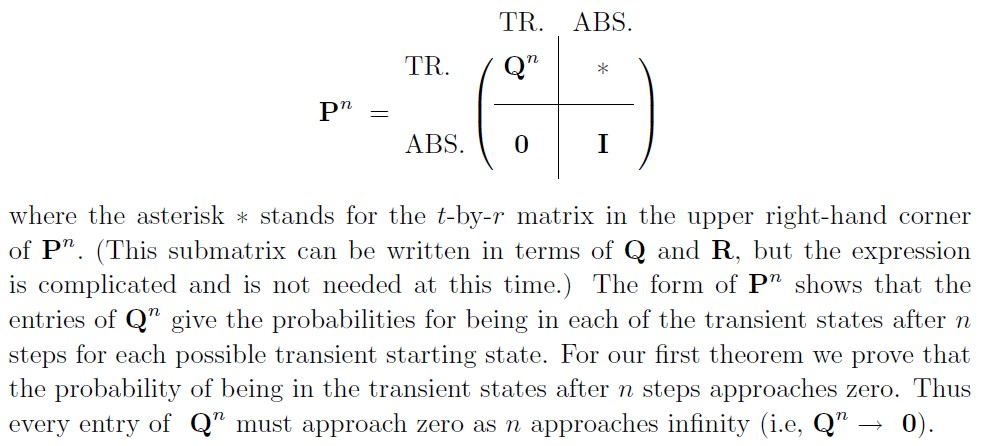 TR. ABS.
TR. Qⁿ *
Pⁿ =
ABS. 0 I
where the asterisk * stands for the t-by-r matrix in the upper right-hand corner
of Pⁿ. (This submatrix can be written in terms of Q and R, but the expression
is complicated and is not needed at this time.) The form of Pⁿ shows that the
entries of Qⁿ give the probabilities for being in each of the transient states after n
steps for each possible transient starting state. For our first theorem we prove that
the probability of being in the transient states after n steps approaches zero. Thus
every entry of Qⁿ must approach zero as n approaches infinity (i.e, Qⁿ → 0).